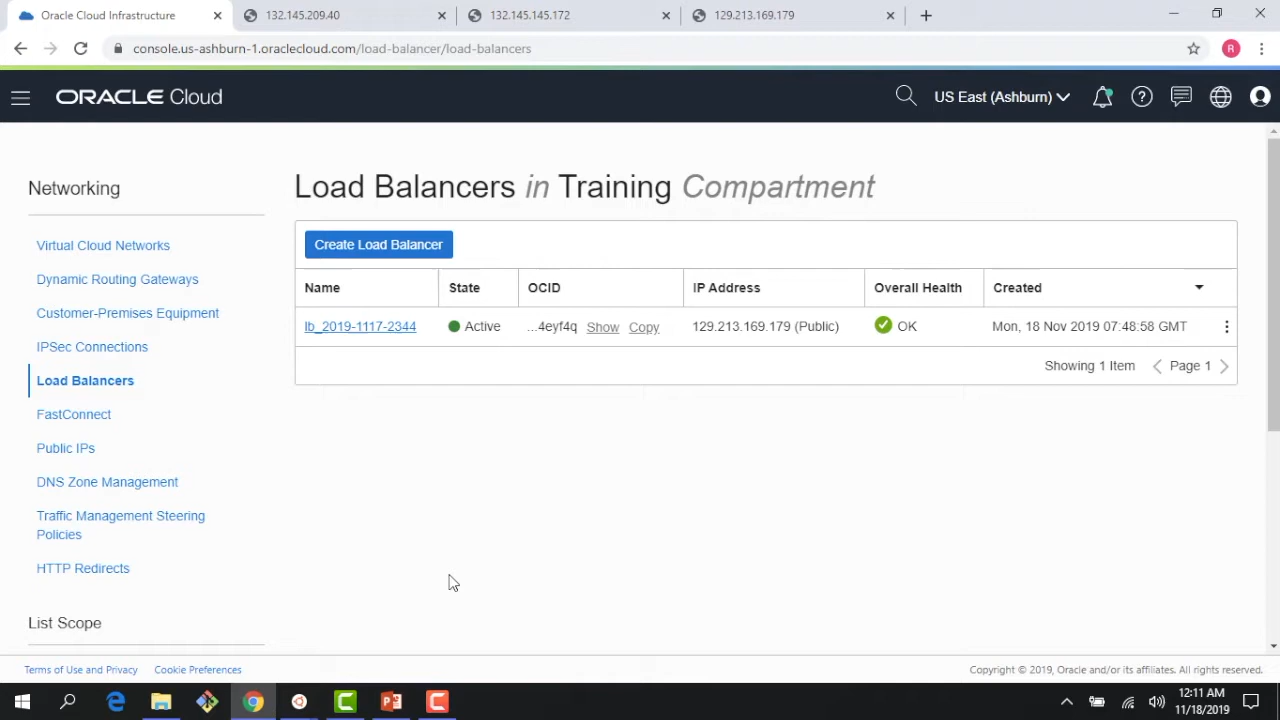 Oracle Cloud Infrastructure
132.145.209.40
132.145.145.172
129.213.169.179
console.us-ashburn-1.oraclecloud.com/load-balancer/load-balancers
R
ORACLE Cloud
US East (Ashburn)
Networking
Virtual Cloud Networks
Dynamic Routing Gateways
Customer-Premises Equipment
IPSec Connections
Load Balancers
FastConnect
Public IPs
DNS Zone Management
Traffic Management Steering
Policies
HTTP Redirects
List Scope
Load Balancers in Training Compartment
Create Load Balancer
Name State OCID IP Address Overall Health Created
lb_2019-1117-2344 Active ...4eyf4q Show Copy 129.213.169.179 (Public) OK Mon, 18 Nov 2019 07:48:58 GMT
Showing 1 Item Page 1
Terms of Use and Privacy Cookie Preferences
Copyright © 2019, Oracle and/or its affiliates. All rights reserved.
12:11 AM
11/18/2019